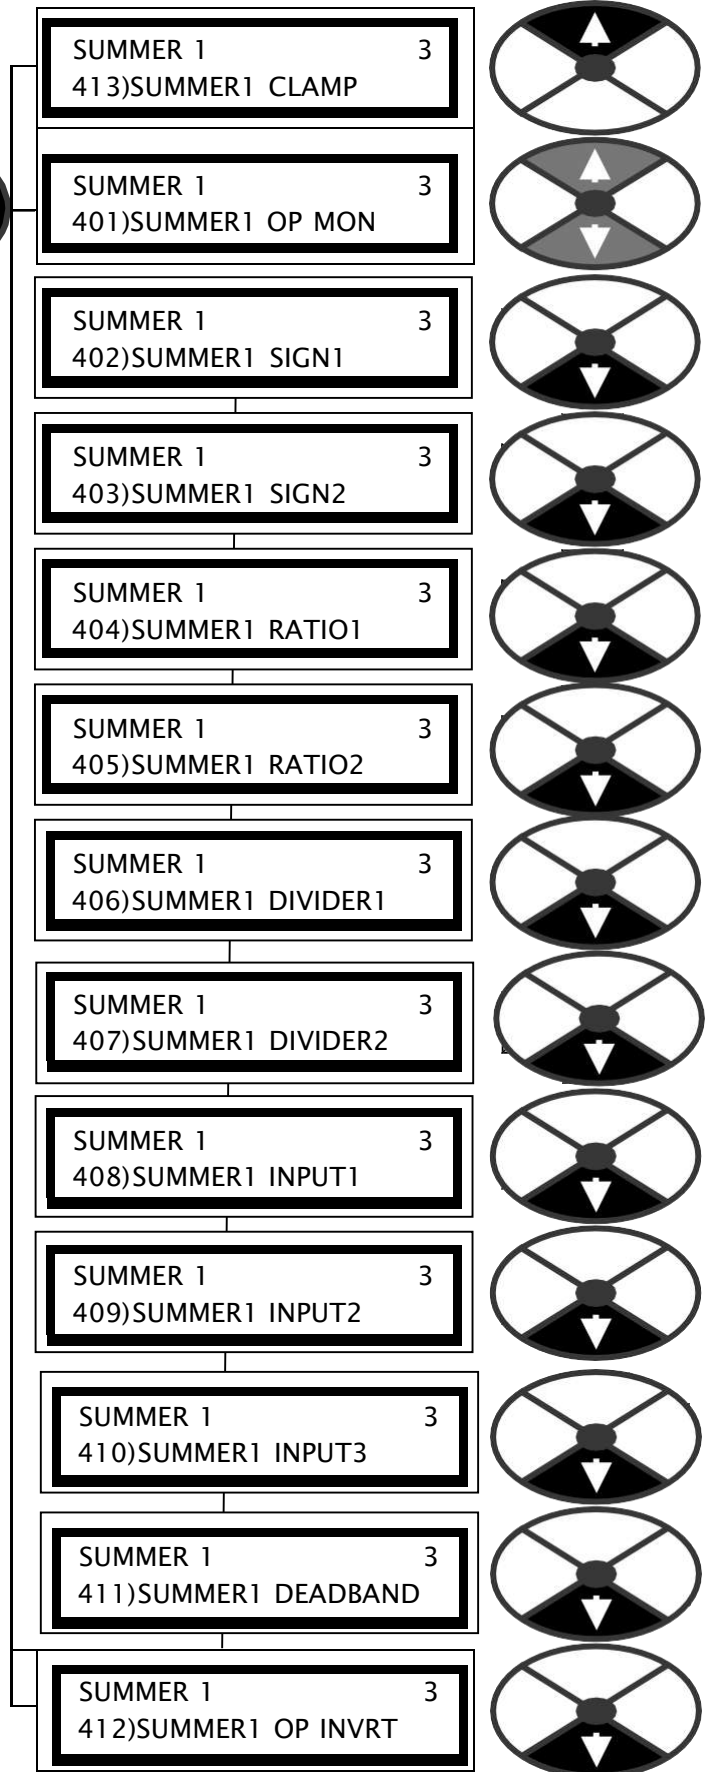 SUMMER 1 3
413)SUMMER1 CLAMP
SUMMER 1 3
401)SUMMER1 OP MON
SUMMER 1 3
402)SUMMER1 SIGN1
SUMMER 1 3
403)SUMMER1 SIGN2
SUMMER 1 3
404)SUMMER1 RATIO1
SUMMER 1 3
405)SUMMER1 RATIO2
SUMMER 1 3
406)SUMMER1 DIVIDER1
SUMMER 1 3
407)SUMMER1 DIVIDER2
SUMMER 1 3
408)SUMMER1 INPUT1
SUMMER 1 3
409)SUMMER1 INPUT2
SUMMER 1 3
410)SUMMER1 INPUT3
SUMMER 1 3
411)SUMMER1 DEADBAND
SUMMER 1 3
412)SUMMER1 OP INVRT